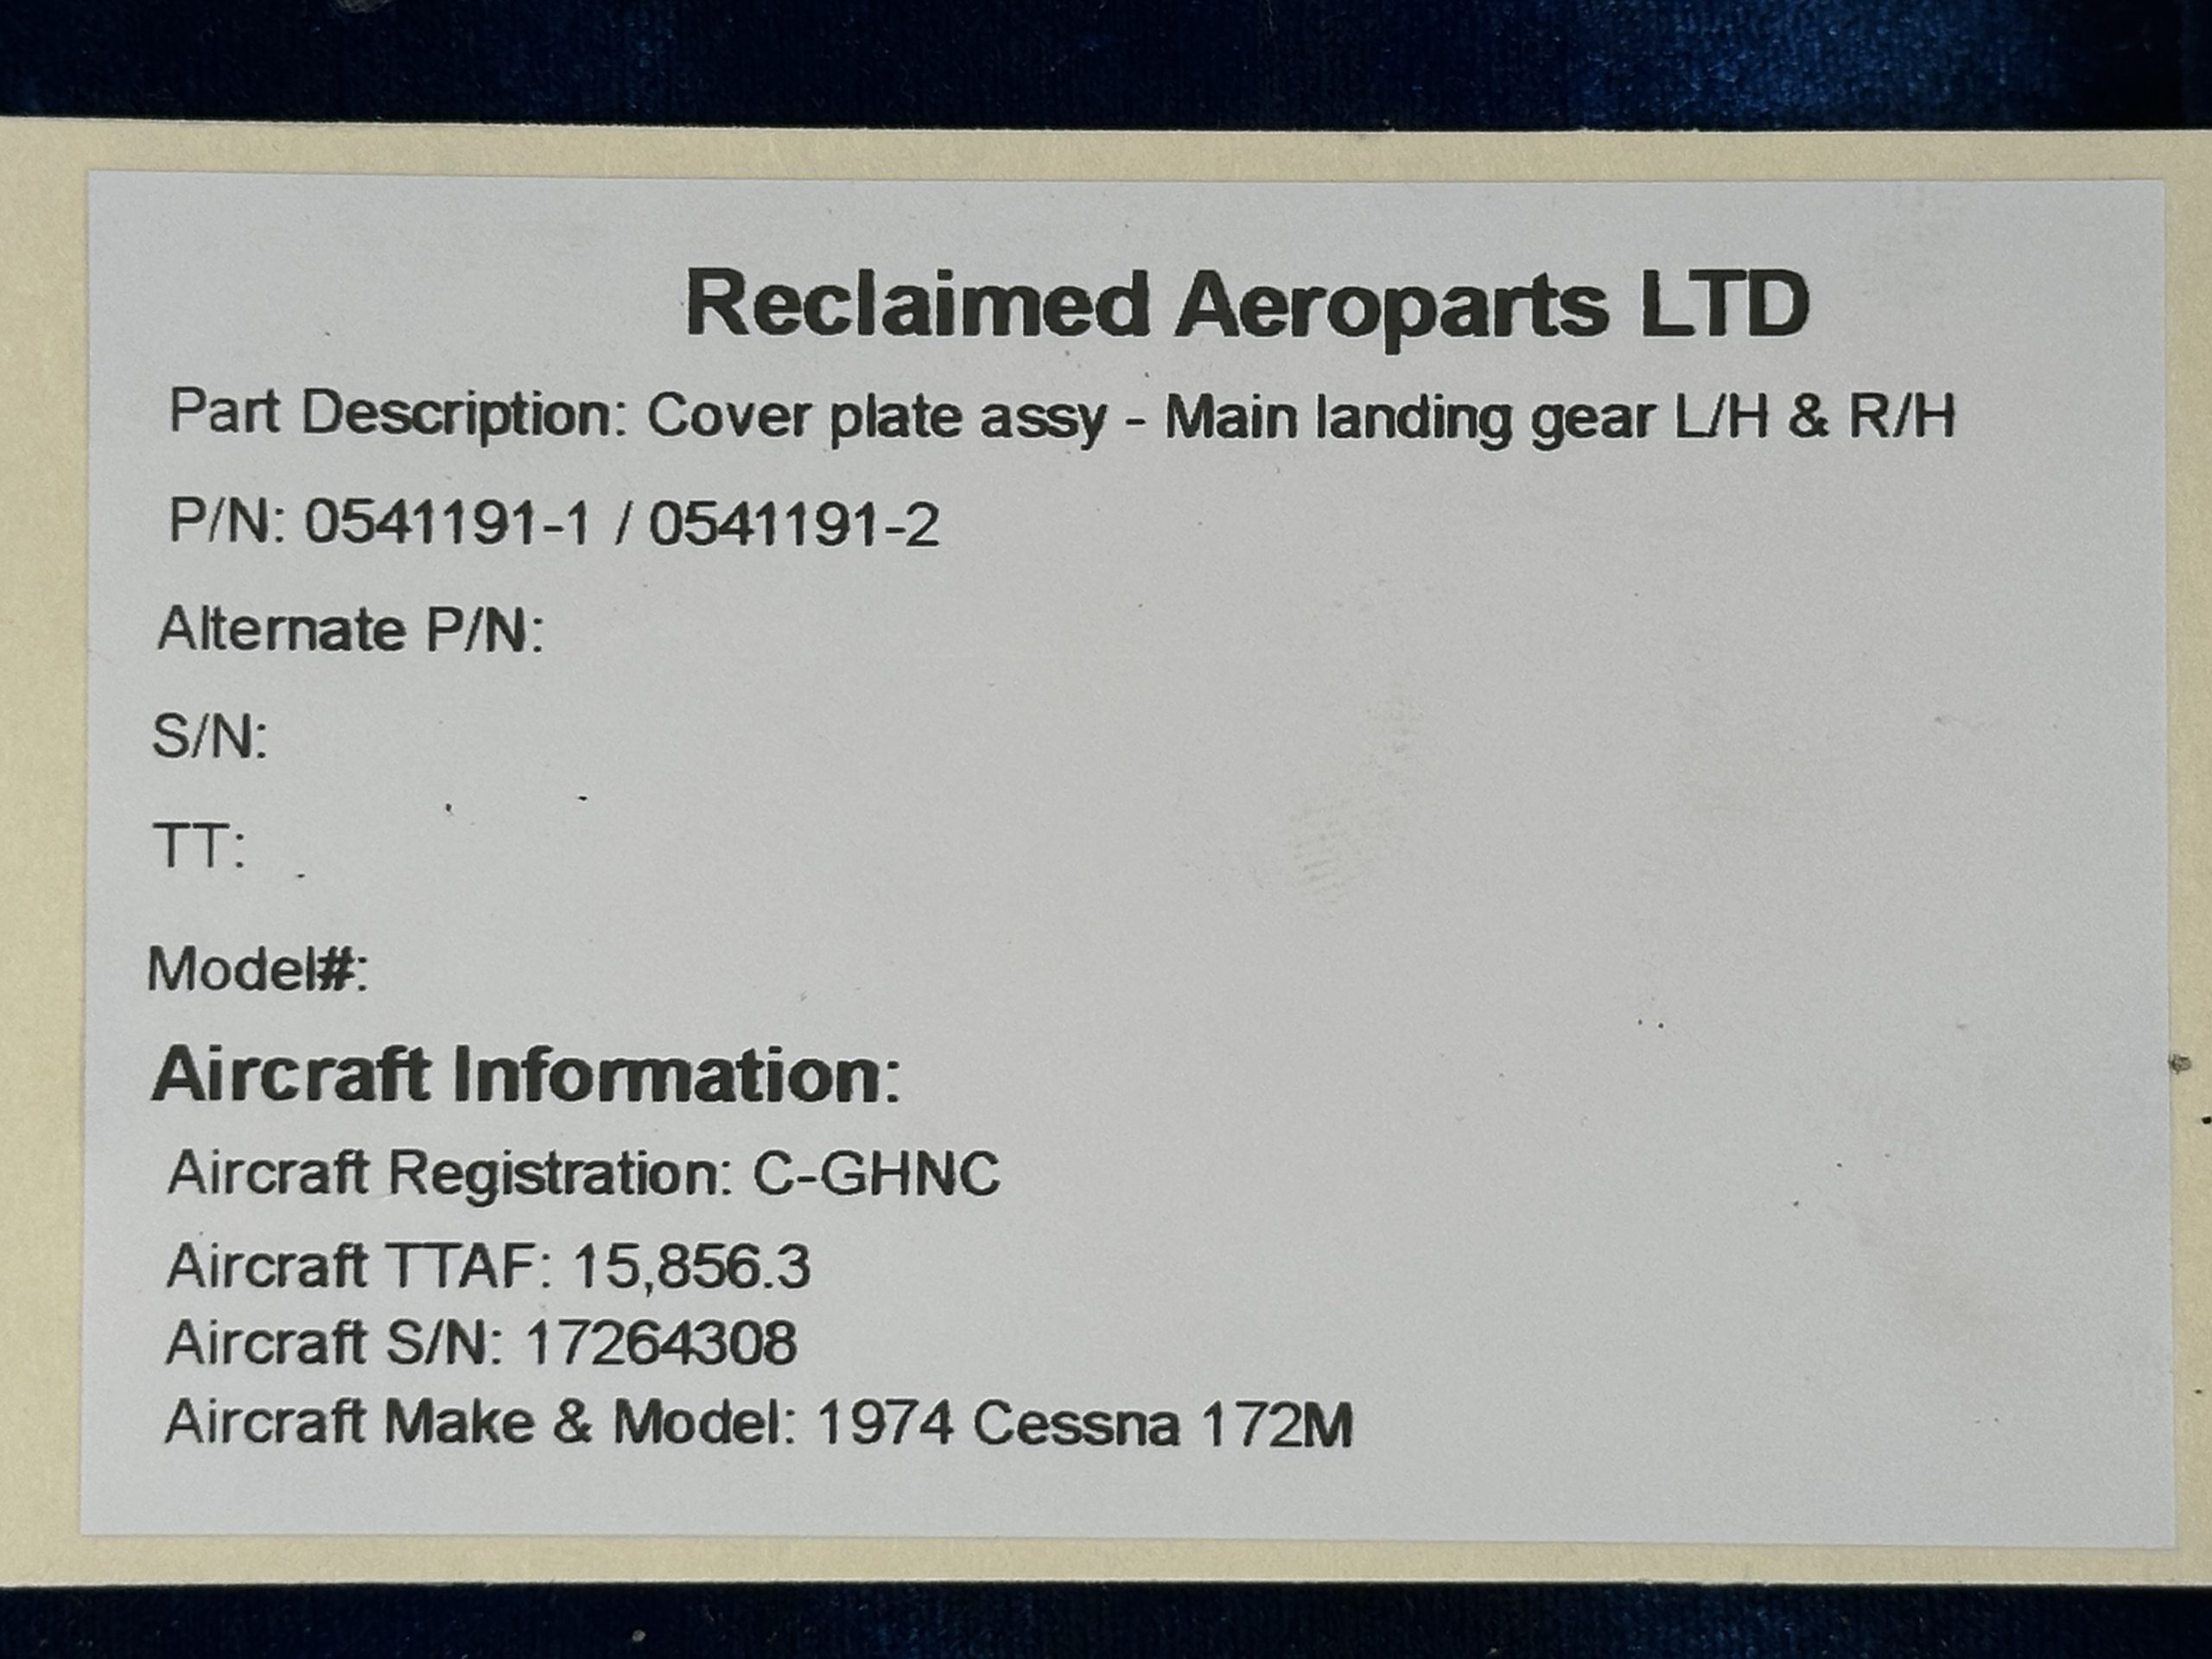 Reclaimed Aeroparts LTD
Part Description: Cover plate assy - Main landing gear L/H & R/H
P/N: 0541191-1 / 0541191-2
Alternate P/N:
S/N:
TT:
Model#:
Aircraft Information:
Aircraft Registration: C-GHNC
Aircraft TTAF: 15,856.3
Aircraft S/N: 17264308
Aircraft Make & Model: 1974 Cessna 172M